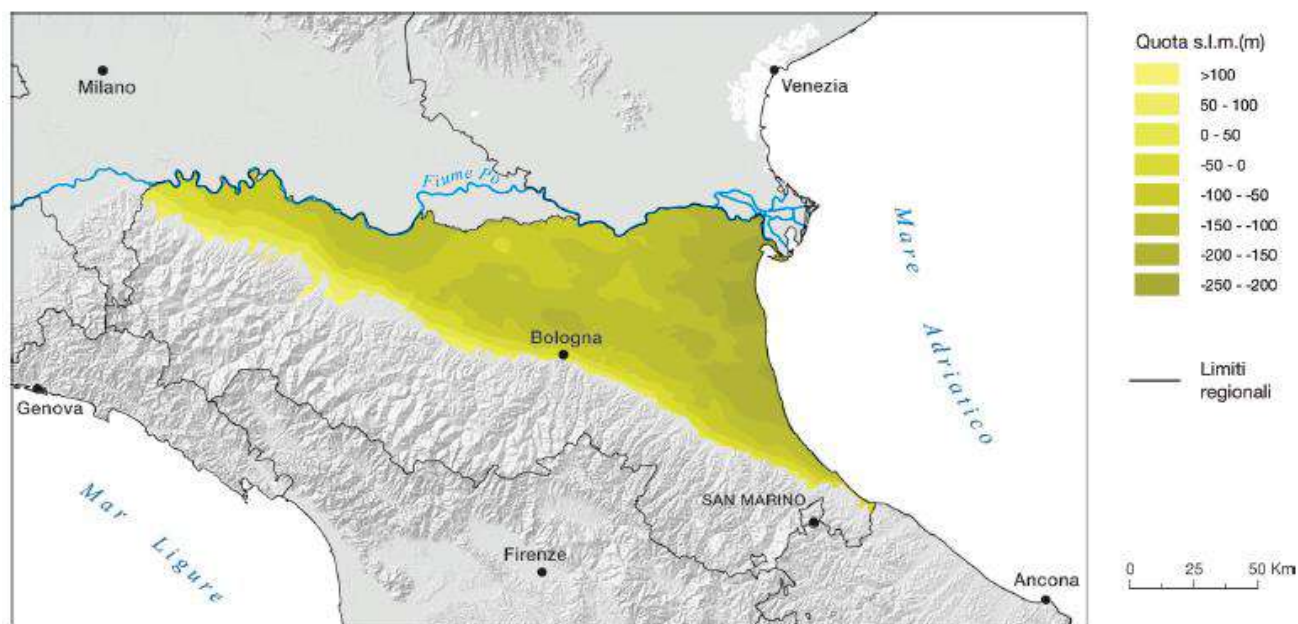 Milano
Venezia
Fiume Po
Bologna
Genova
SAN MARINO
Firenze
Ancona
Mare Adriatico
Mar Ligure
Quota s.l.m.(m)
>100
50 - 100
0 - 50
-50 - 0
-100 - -50
-150 - -100
-200 - -150
-250 - -200
Limiti
regionali
0 25 50 Km